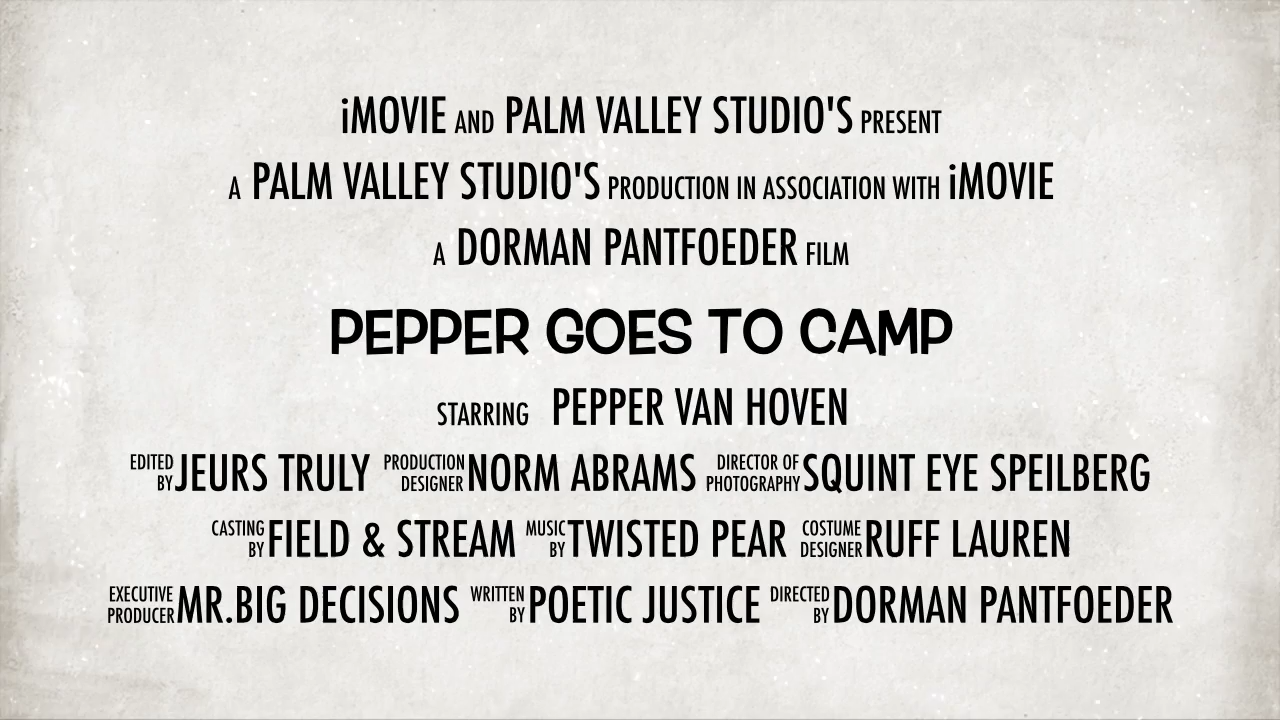 iMOVIE AND PALM VALLEY STUDIO'S PRESENT
A PALM VALLEY STUDIO'S PRODUCTION IN ASSOCIATION WITH iMOVIE
A DORMAN PANTFOEDER FILM
PEPPER GOES TO CAMP
STARRING PEPPER VAN HOVEN
EDITED BY JEURS TRULY PRODUCTION DESIGNER NORM ABRAMS DIRECTOR OF PHOTOGRAPHY SQUINT EYE SPEILBERG
CASTING BY FIELD & STREAM MUSIC BY TWISTED PEAR COSTUME DESIGNER RUFF LAUREN
EXECUTIVE PRODUCER MR.BIG DECISIONS WRITTEN BY POETIC JUSTICE DIRECTED BY DORMAN PANTFOEDER